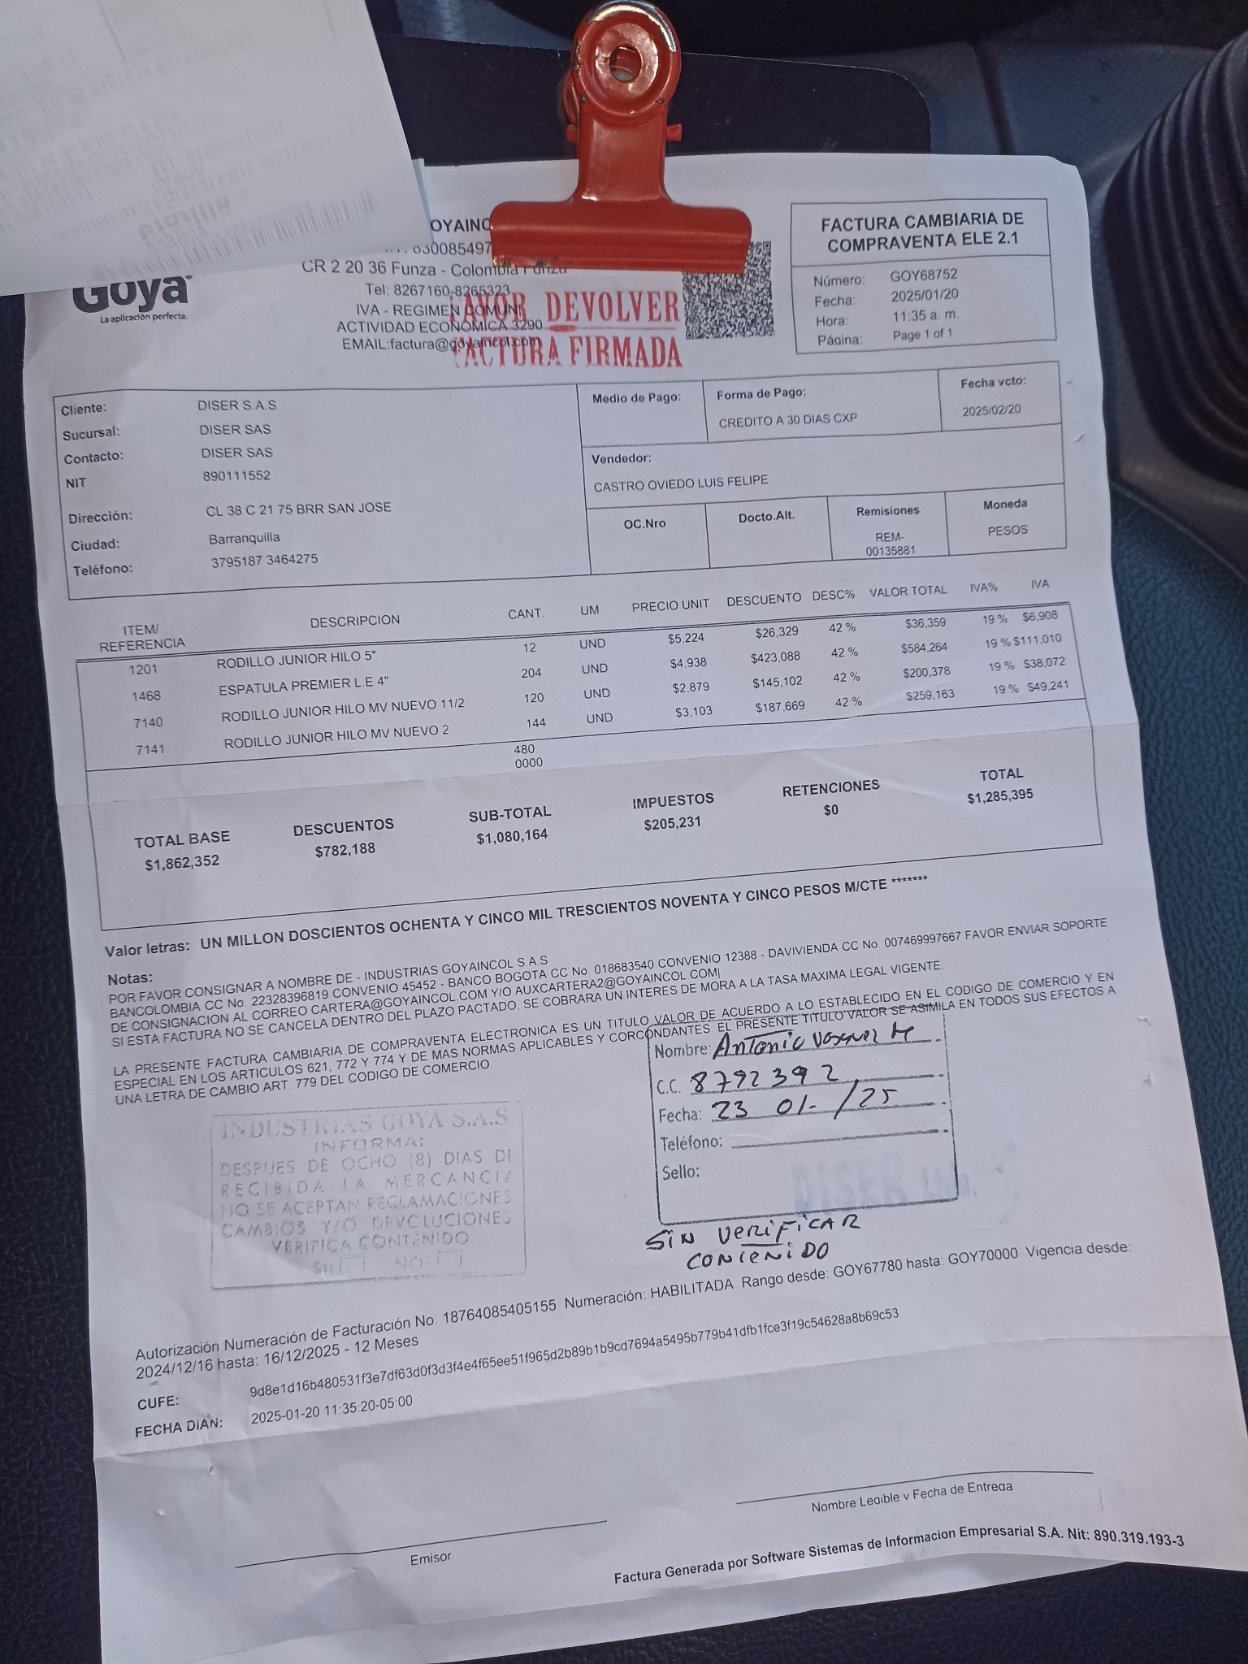 OYAINC
CR 2 20 36 Funza - Colombia Funza
Tel: 8267160-8265323
IVA - REGIMEN COMUN
ACTIVIDAD ECONOMICA 3290
EMAIL:factura@goyaincol.com
Goya
La aplicación perfecta.
FAVOR DEVOLVER
FACTURA FIRMADA
FACTURA CAMBIARIA DE
COMPRAVENTA ELE 2.1
Número: GOY68752
Fecha: 2025/01/20
Hora: 11:35 a. m.
Página: Page 1 of 1
Cliente: DISER S.A.S
Sucursal: DISER SAS
Contacto: DISER SAS
NIT 890111552
Dirección: CL 38 C 21 75 BRR SAN JOSE
Ciudad: Barranquilla
Teléfono: 3795187 3464275
Medio de Pago:
Forma de Pago:
CREDITO A 30 DIAS CXP
Fecha vcto:
2025/02/20
Vendedor:
CASTRO OVIEDO LUIS FELIPE
OC.Nro
Docto.Alt.
Remisiones
REM-
00135881
Moneda
PESOS
ITEM/ REFERENCIA DESCRIPCION CANT. UM PRECIO UNIT DESCUENTO DESC% VALOR TOTAL IVA% IVA
1201 RODILLO JUNIOR HILO 5" 12 UND $5,224 $26,329 42 % $36,359 19 % $6,908
1468 ESPATULA PREMIER L.E 4" 204 UND $4,938 $423,088 42 % $584,264 19 % $111,010
7140 RODILLO JUNIOR HILO MV NUEVO 11/2 120 UND $2,879 $145,102 42 % $200,378 19 % $38,072
7141 RODILLO JUNIOR HILO MV NUEVO 2 144 UND $3,103 $187,669 42 % $259,163 19 % $49,241
480.
0000
TOTAL BASE DESCUENTOS SUB-TOTAL IMPUESTOS RETENCIONES TOTAL
$1,862,352 $782,188 $1,080,164 $205,231 $0 $1,285,395
Valor letras: UN MILLON DOSCIENTOS OCHENTA Y CINCO MIL TRESCIENTOS NOVENTA Y CINCO PESOS M/CTE *******
Notas:
POR FAVOR CONSIGNAR A NOMBRE DE - INDUSTRIAS GOYAINCOL S A S
BANCOLOMBIA CC No. 22328396819 CONVENIO 45452 - BANCO BOGOTA CC No. 018683540 CONVENIO 12388 - DAVIVIENDA CC No. 007469997667 FAVOR ENVIAR SOPORTE
DE CONSIGNACION AL CORREO CARTERA@GOYAINCOL.COM Y/O AUXCARTERA2@GOYAINCOL.COM|
SI ESTA FACTURA NO SE CANCELA DENTRO DEL PLAZO PACTADO, SE COBRARA UN INTERES DE MORA A LA TASA MAXIMA LEGAL VIGENTE.
LA PRESENTE FACTURA CAMBIARIA DE COMPRAVENTA ELECTRONICA ES UN TITULO VALOR DE ACUERDO A LO ESTABLECIDO EN EL CODIGO DE COMERCIO Y EN
ESPECIAL EN LOS ARTICULOS 621, 772 Y 774 Y DE MAS NORMAS APLICABLES Y CORCONDANTES. EL PRESENTE TITULO VALOR SE ASIMILA EN TODOS SUS EFECTOS A
UNA LETRA DE CAMBIO ART. 779 DEL CODIGO DE COMERCIO
Nombre: Antonio
C.C. 8792392
Fecha: 23 01- /25
Teléfono:
Sello:
DISER
SIN VERIFICAR
CONTENIDO
INDUSTRIAS GOYA S.A.S
INFORMA:
DESPUES DE OCHO (8) DIAS DE
RECIBIDA LA MERCANCIA
NO SE ACEPTAN RECLAMACIONES
CAMBIOS Y/O DEVOLUCIONES
VERIFICA CONTENIDO
SI NO
Autorización Numeración de Facturación No. 18764085405155 Numeración: HABILITADA Rango desde: GOY67780 hasta: GOY70000 Vigencia desde:
2024/12/16 hasta: 16/12/2025 - 12 Meses
CUFE: 9d8e1d16b480531f3e7df63d0f3d3f4e4f65ee51f965d2b89b1b9cd7694a5495b779b41dfb1fce3f19c54628a8b69c53
FECHA DIAN: 2025-01-20 11:35:20-05:00
Emisor
Nombre Legible y Fecha de Entrega
Factura Generada por Software Sistemas de Informacion Empresarial S.A. Nit: 890.319.193-3